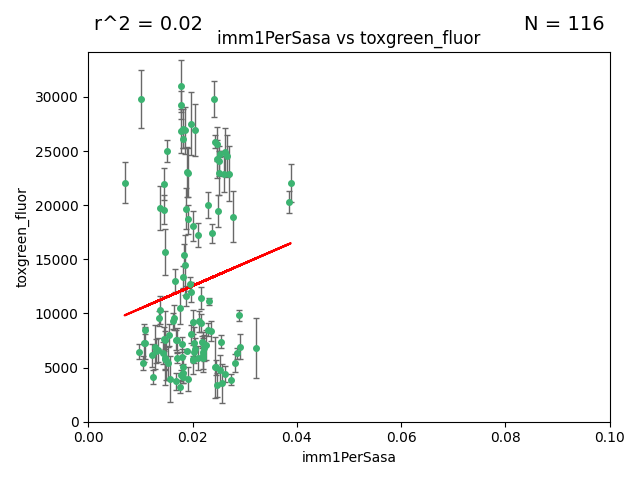 r^2 = 0.02
N = 116
imm1PerSasa vs toxgreen_fluor
toxgreen_fluor
30000
25000
20000
15000
10000
5000
0
0.00 0.02 0.04 0.06 0.08 0.10
imm1PerSasa